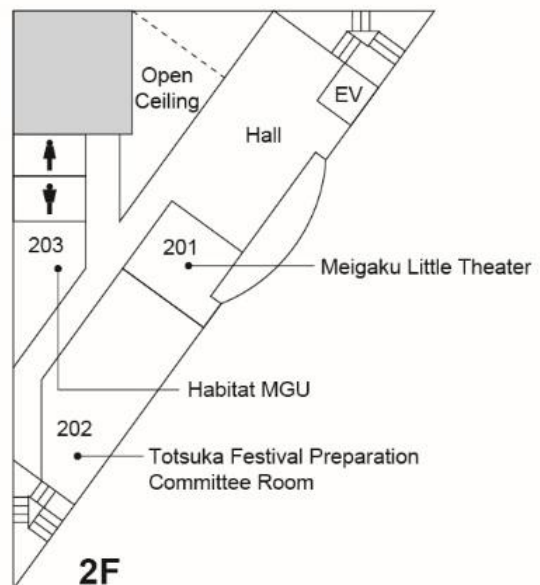 Open
Ceiling
EV
Hall
203
201
Meigaku Little Theater
Habitat MGU
202
Totsuka Festival Preparation
Committee Room
2F